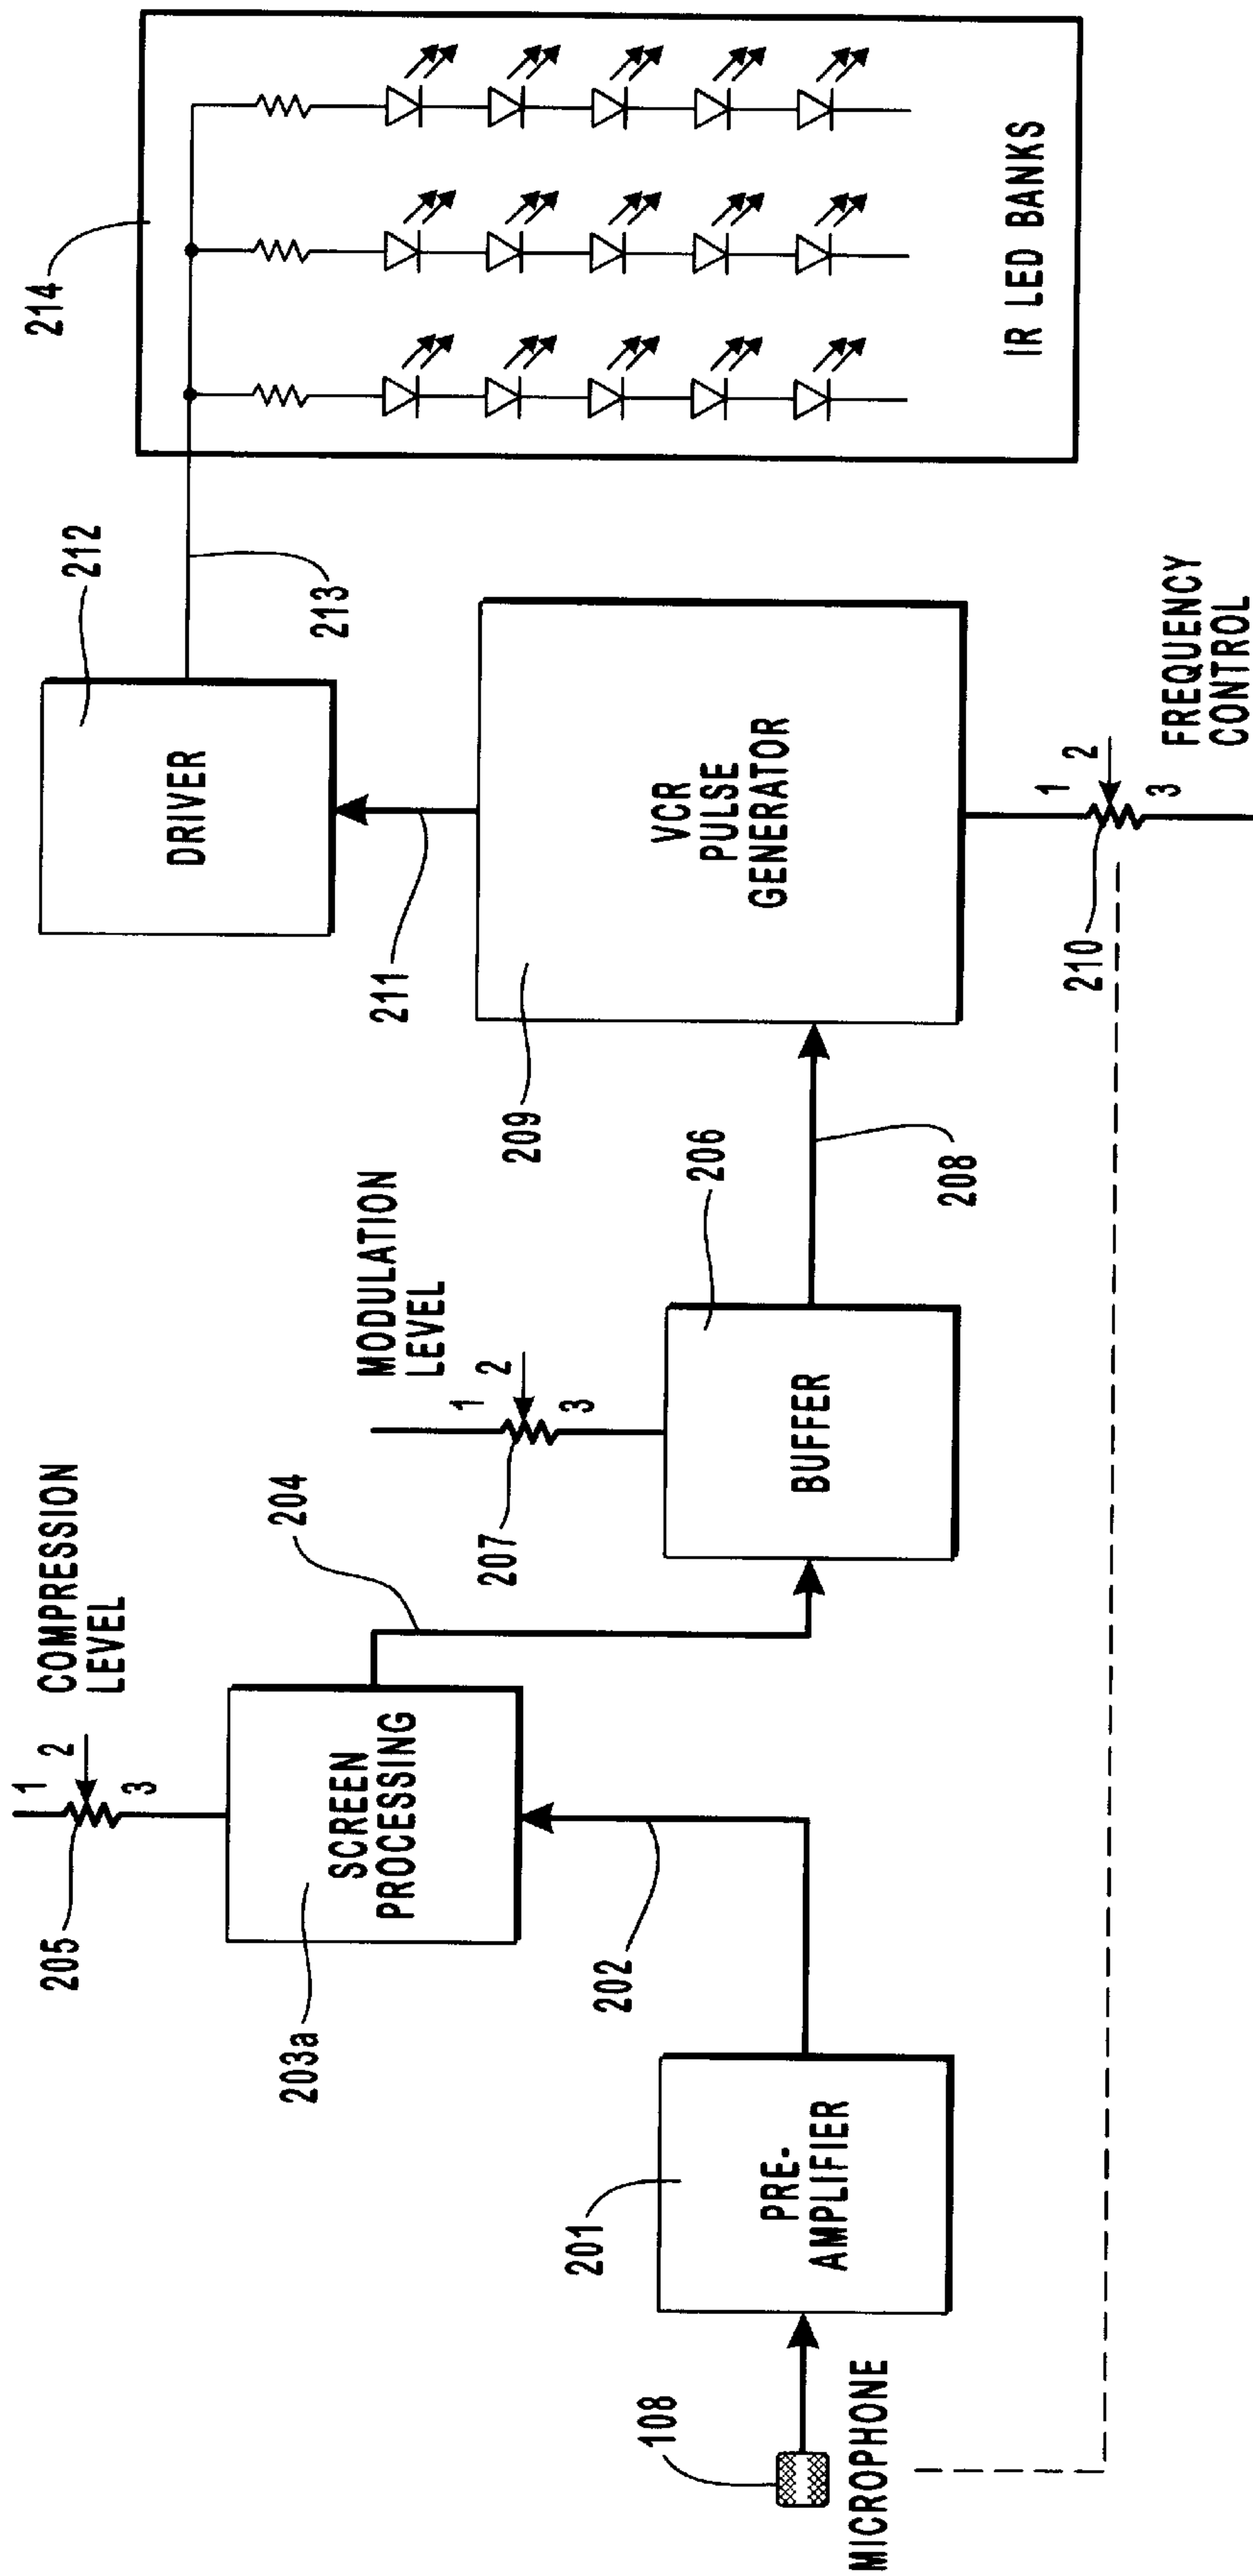 COMPRESSION
LEVEL
1
2
3
205
SCREEN
PROCESSING
203a
204
202
MODULATION
LEVEL
1
2
3
207
BUFFER
206
208
PRE-
AMPLIFIER
201
108
MICROPHONE
VCR
PULSE
GENERATOR
209
211
DRIVER
212
213
214
IR LED BANKS
1
2
3
210
FREQUENCY
CONTROL